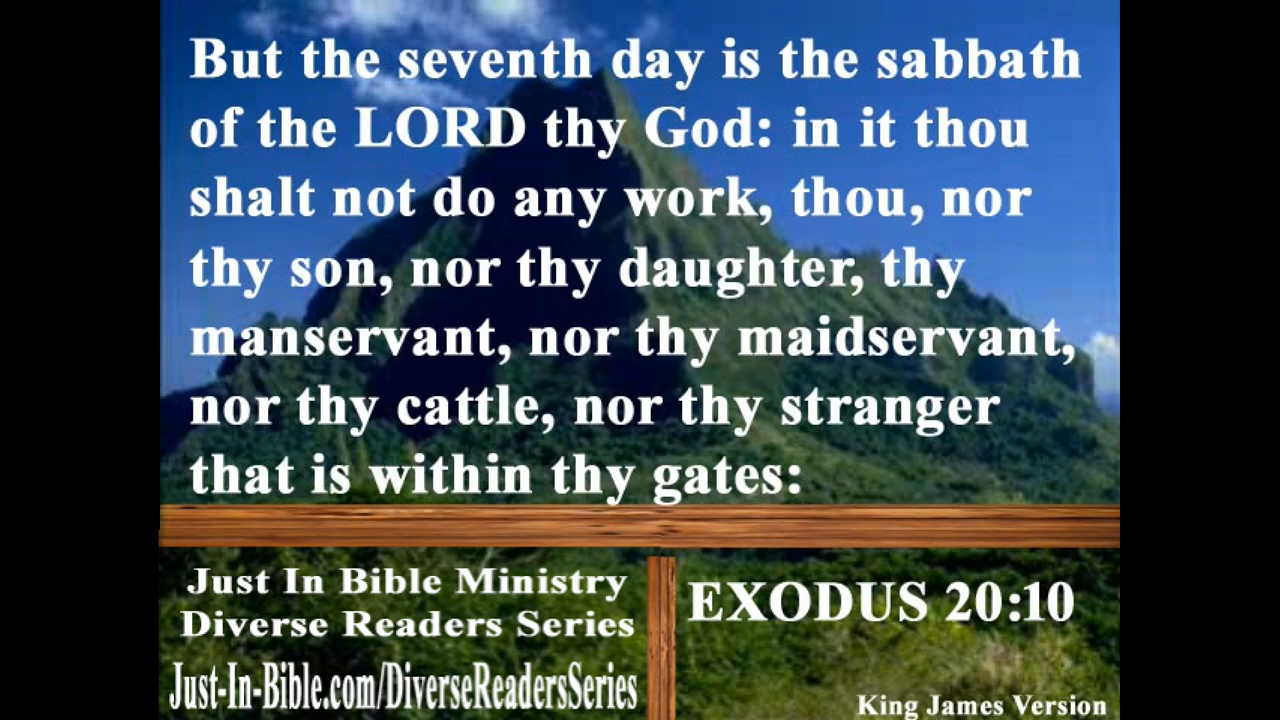 But the seventh day is the sabbath
of the LORD thy God: in it thou
shalt not do any work, thou, nor
thy son, nor thy daughter, thy
manservant, nor thy maidservant,
nor thy cattle, nor thy stranger
that is within thy gates:
Just In Bible Ministry
Diverse Readers Series
Just-In-Bible.com/DiverseReadersSeries
EXODUS 20:10
King James Version